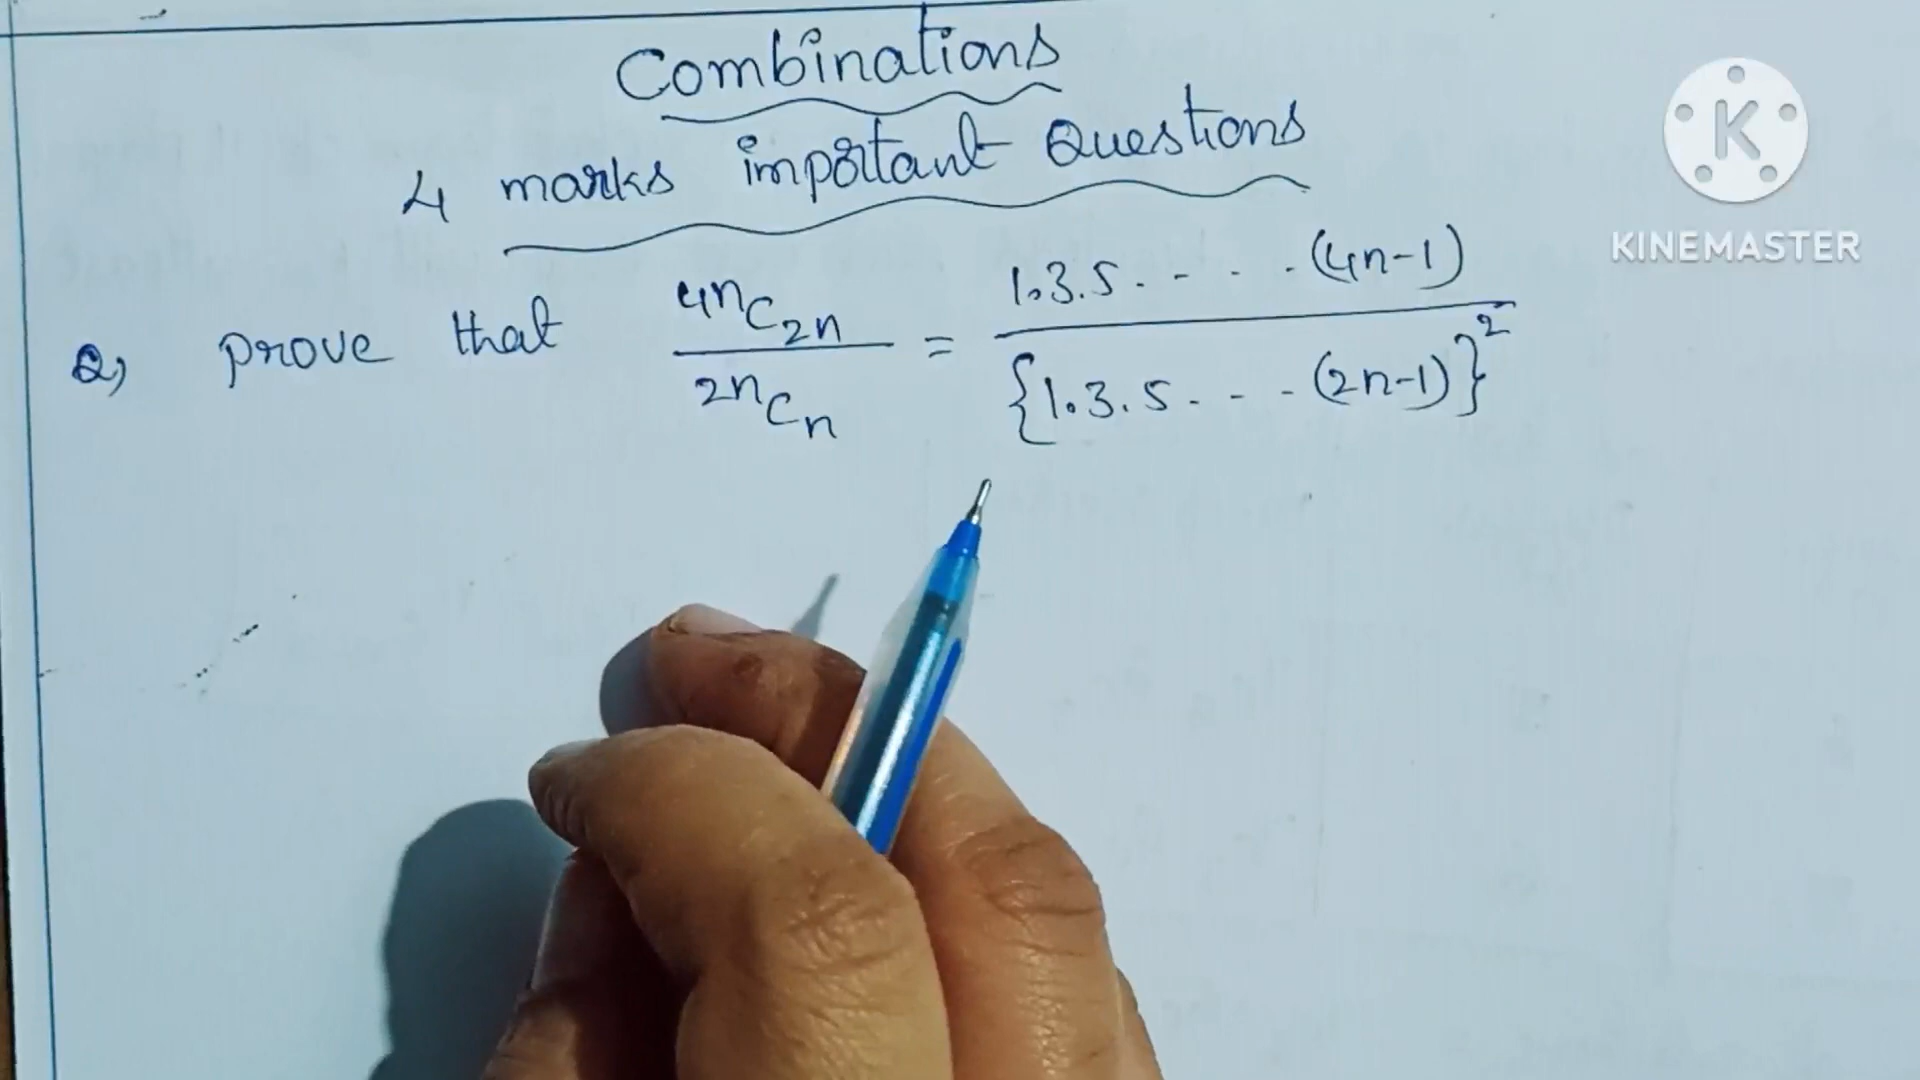 Combinations
4 marks important Questions
K
KINEMASTER
Q) prove that 4nC2n / 2nCn = 1.3.5. - - . (4n-1) / {1.3.5. - - - (2n-1)}²